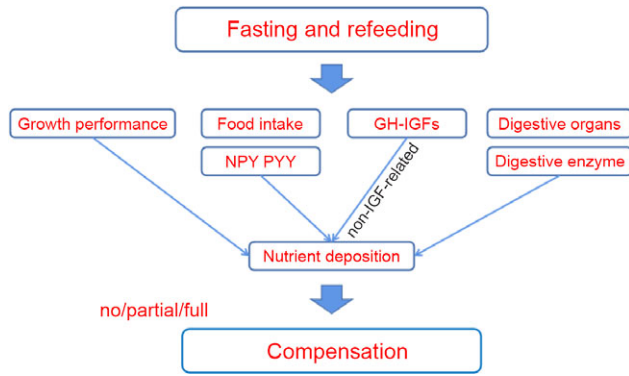 Fasting and refeeding
Growth performance
Food intake
GH-IGFs
Digestive organs
NPY PYY
Digestive enzyme
non-IGF-related
Nutrient deposition
no/partial/full
Compensation